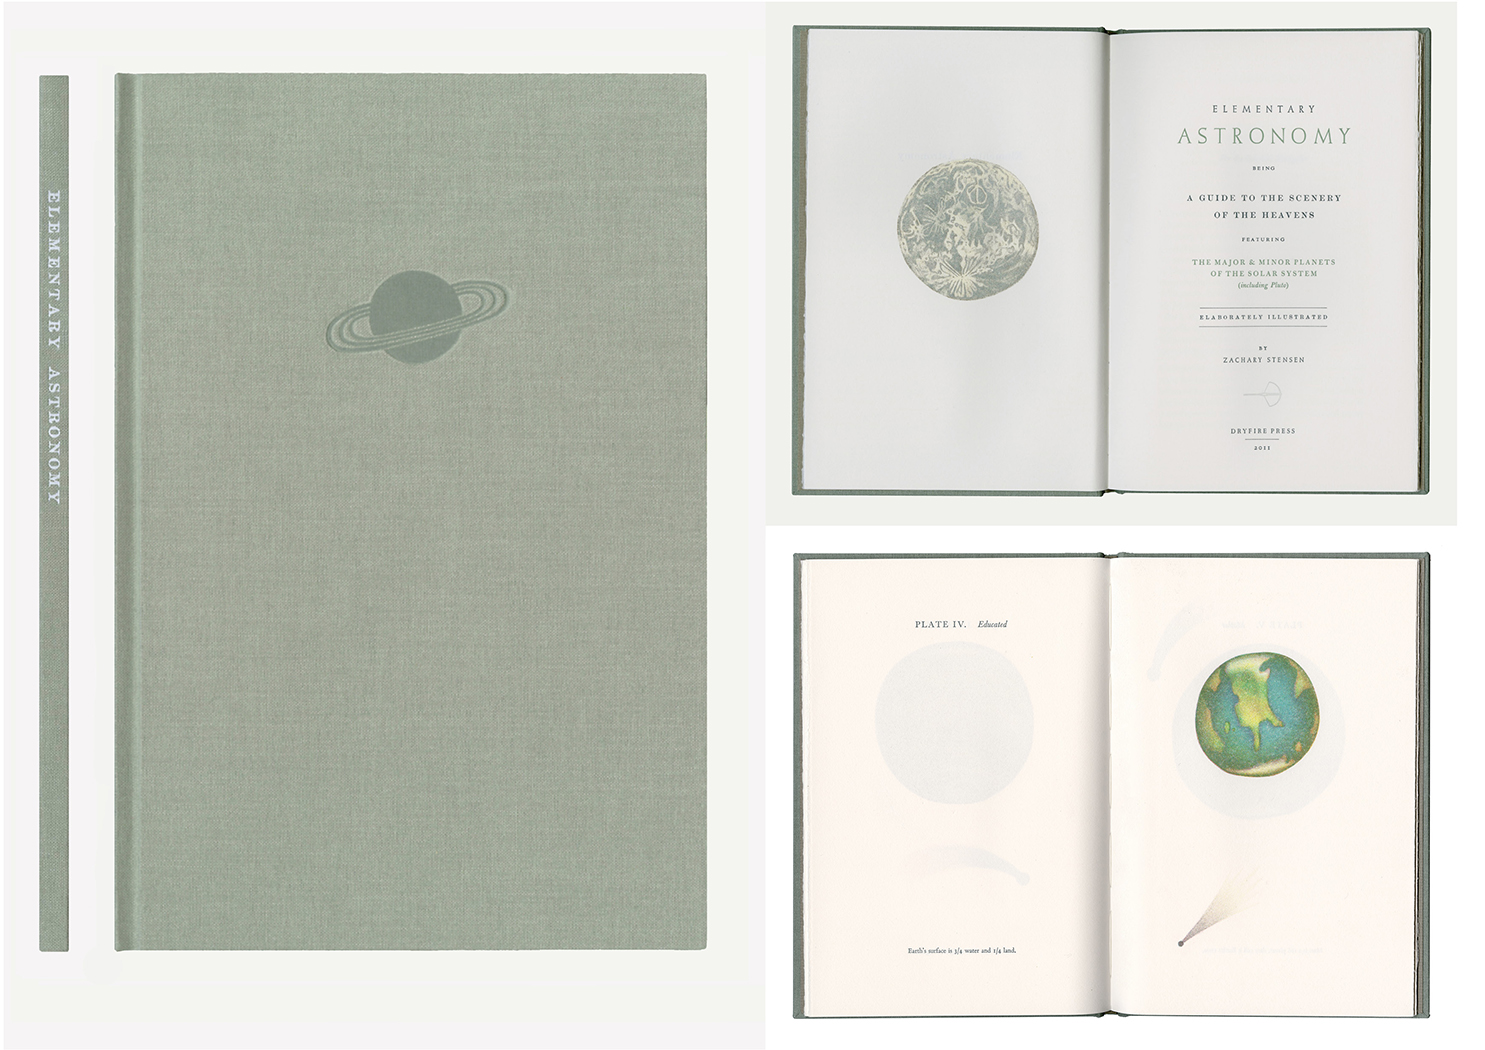 ELEMENTARY ASTRONOMY
ELEMENTARY
ASTRONOMY
BEING
A GUIDE TO THE SCENERY
OF THE HEAVENS
FEATURING
THE MAJOR & MINOR PLANETS
OF THE SOLAR SYSTEM
(including Pluto)
ELABORATELY ILLUSTRATED
BY
ZACHARY STENSEN
DRYFIRE PRESS
2011
PLATE IV. Educated
Earth's surface is 3/4 water and 1/4 land.